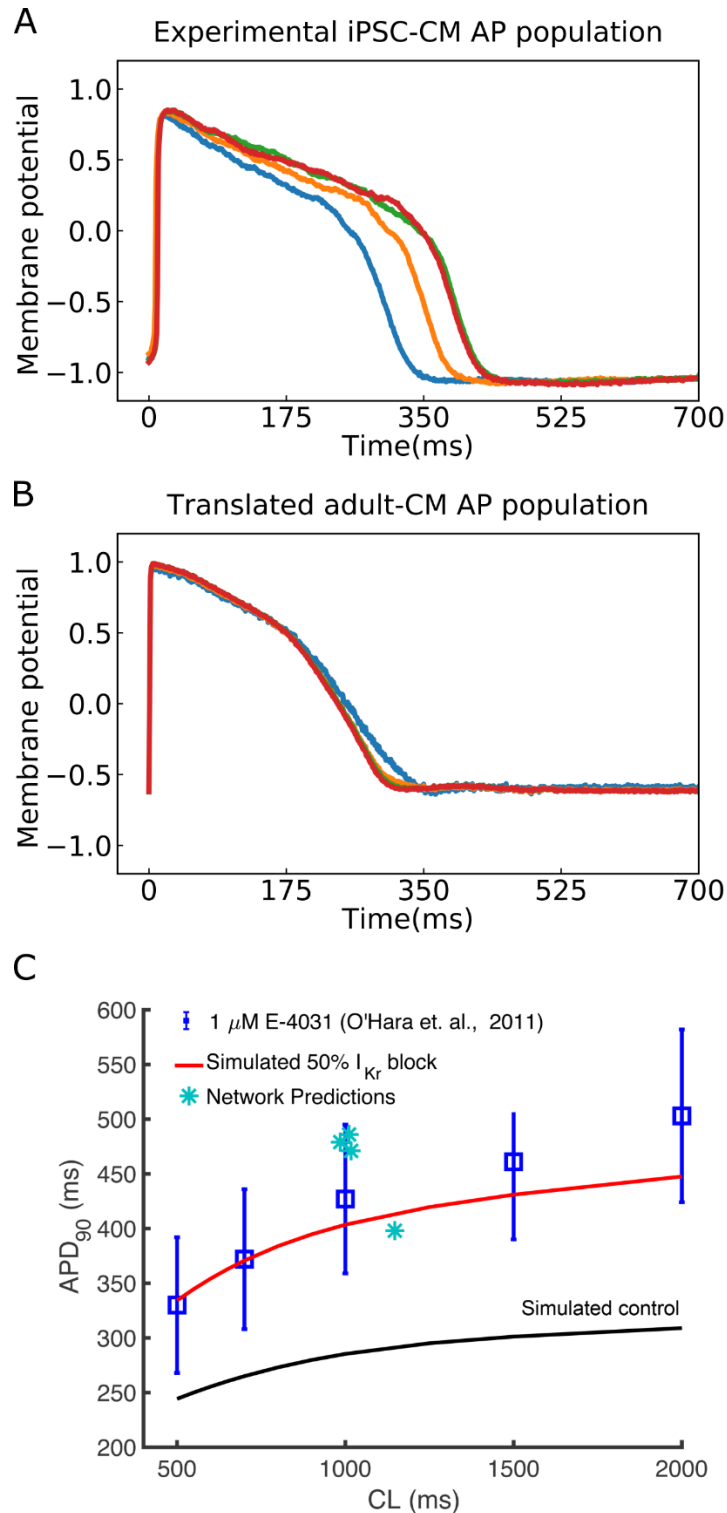 A
Experimental iPSC-CM AP population
Membrane potential
1.0
0.5
0.0
−0.5
−1.0
0 175 350 525 700
Time(ms)
B
Translated adult-CM AP population
Membrane potential
1.0
0.5
0.0
−0.5
−1.0
0 175 350 525 700
Time(ms)
C
APD90 (ms)
600
550
500
450
400
350
300
250
200
1 μM E-4031 (O'Hara et. al., 2011)
Simulated 50% IKr block
Network Predictions
Simulated control
500 1000 1500 2000
CL (ms)